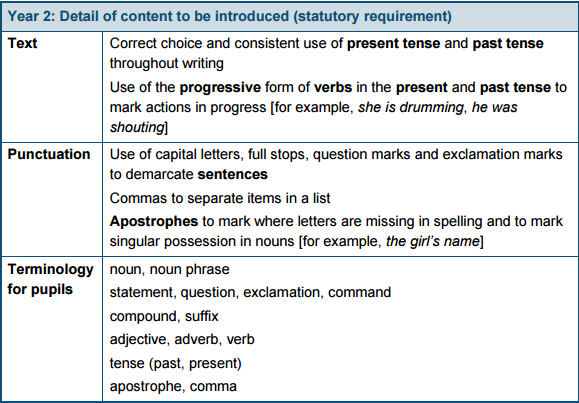 Year 2: Detail of content to be introduced (statutory requirement)
Text
Correct choice and consistent use of present tense and past tense
throughout writing
Use of the progressive form of verbs in the present and past tense to
mark actions in progress [for example, she is drumming, he was
shouting]
Punctuation
Use of capital letters, full stops, question marks and exclamation marks
to demarcate sentences
Commas to separate items in a list
Apostrophes to mark where letters are missing in spelling and to mark
singular possession in nouns [for example, the girl’s name]
Terminology
for pupils
noun, noun phrase
statement, question, exclamation, command
compound, suffix
adjective, adverb, verb
tense (past, present)
apostrophe, comma